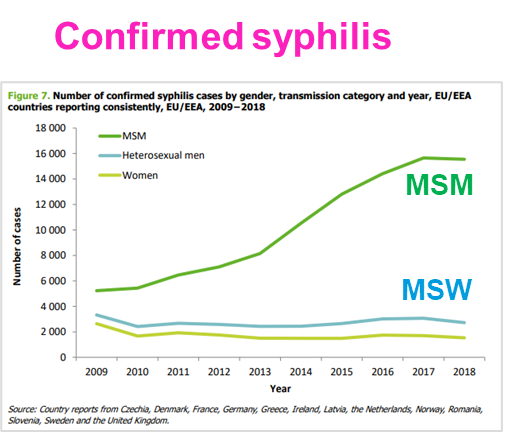 Confirmed syphilis
Figure 7. Number of confirmed syphilis cases by gender, transmission category and year, EU/EEA
countries reporting consistently, EU/EEA, 2009−2018
18 000
16 000
14 000
12 000
10 000
8 000
6 000
4 000
2 000
0
Number of cases
MSM
Heterosexual men
Women
MSM
MSW
2009 2010 2011 2012 2013 2014 2015 2016 2017 2018
Year
Source: Country reports from Czechia, Denmark, France, Germany, Greece, Ireland, Latvia, the Netherlands, Norway, Romania,
Slovenia, Sweden and the United Kingdom.